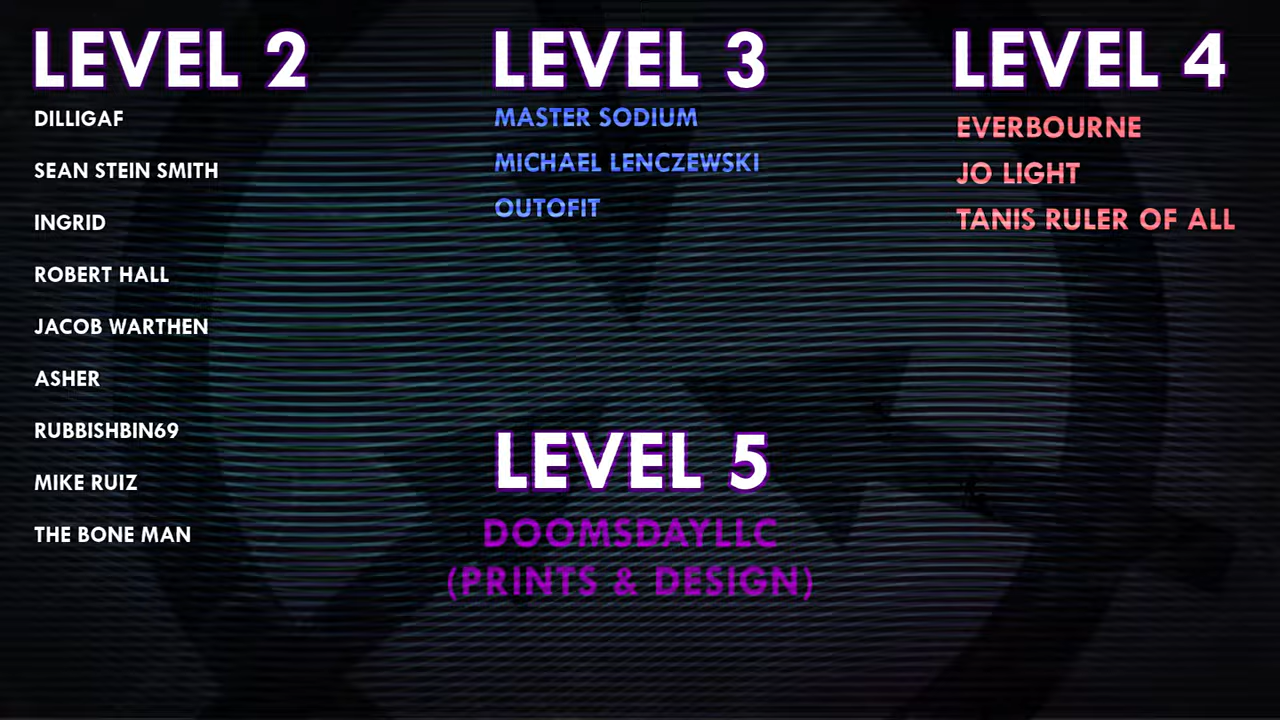 LEVEL 2
DILLIGAF
SEAN STEIN SMITH
INGRID
ROBERT HALL
JACOB WARTHEN
ASHER
RUBBISHBIN69
MIKE RUIZ
THE BONE MAN
LEVEL 3
MASTER SODIUM
MICHAEL LENCZEWSKI
OUTOFIT
LEVEL 4
EVERBOURNE
JO LIGHT
TANIS RULER OF ALL
LEVEL 5
DOOMSDAYLLC
(PRINTS & DESIGN)